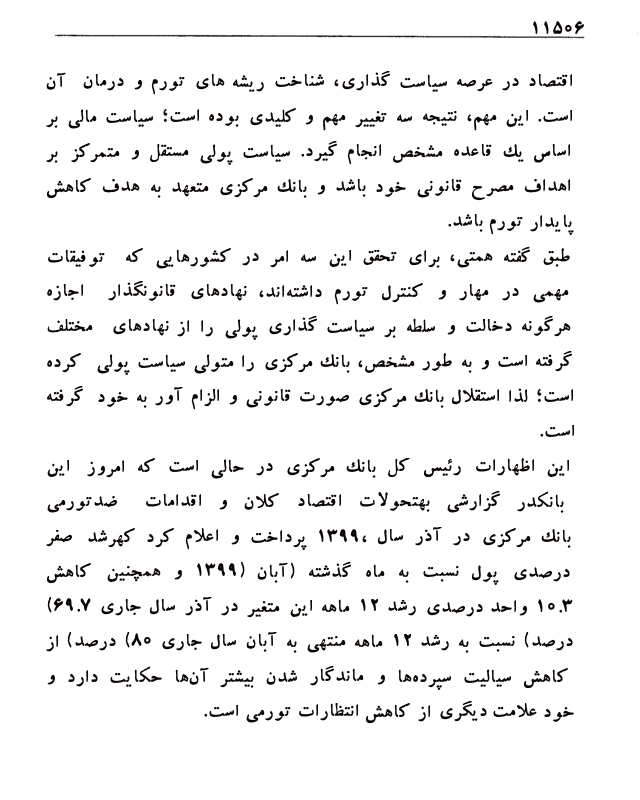 ۱۱۵۰۶
اقتصاد در عرصه سیاست گذاری، شناخت ریشه های تورم و درمان آن
است. این مهم، نتیجه سه تغییر مهم و کلیدی بوده است؛ سیاست مالی بر
اساس یك قاعده مشخص انجام گیرد. سیاست پولی مستقل و متمرکز بر
اهداف مصرح قانونی خود باشد و بانك مرکزی متعهد به هدف کاهش
پایدار تورم باشد.
طبق گفته همتی، برای تحقق این سه امر در کشورهایی که توفیقات
مهمی در مهار و کنترل تورم داشته‌اند، نهادهای قانونگذار اجازه
هرگونه دخالت و سلطه بر سیاست گذاری پولی را از نهادهای مختلف
گرفته است و به طور مشخص، بانك مرکزی را متولی سیاست پولی کرده
است؛ لذا استقلال بانك مرکزی صورت قانونی و الزام آور به خود گرفته
است.
این اظهارات رئیس کل بانك مرکزی در حالی است که امروز این
بانکدر گزارشی بهتحولات اقتصاد کلان و اقدامات ضدتورمی
بانك مرکزی در آذر سال ،۱۳۹۹ پرداخت و اعلام کرد کهرشد صفر
درصدی پول نسبت به ماه گذشته (آبان (۱۳۹۹ و همچنین کاهش
۱۰.۳ واحد درصدی رشد ۱۲ ماهه این متغیر در آذر سال جاری ۶۹.۷)
درصد) نسبت به رشد ۱۲ ماهه منتهی به آبان سال جاری ۸۰) درصد) از
کاهش سیالیت سپرده‌ها و ماندگار شدن بیشتر آن‌ها حکایت دارد و
خود علامت دیگری از کاهش انتظارات تورمی است.